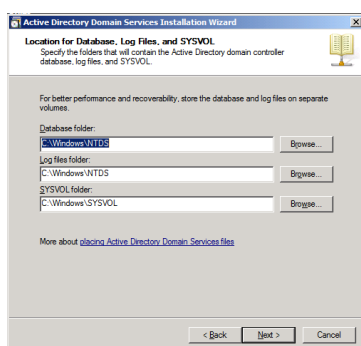 Active Directory Domain Services Installation Wizard
Location for Database, Log Files, and SYSVOL
Specify the folders that will contain the Active Directory domain controller
database, log files, and SYSVOL.
For better performance and recoverability, store the database and log files on separate
volumes.
Database folder:
C:\Windows\NTDS
Browse...
Log files folder:
C:\Windows\NTDS
Browse...
SYSVOL folder:
C:\Windows\SYSVOL
Browse...
More about placing Active Directory Domain Services files
< Back
Next >
Cancel